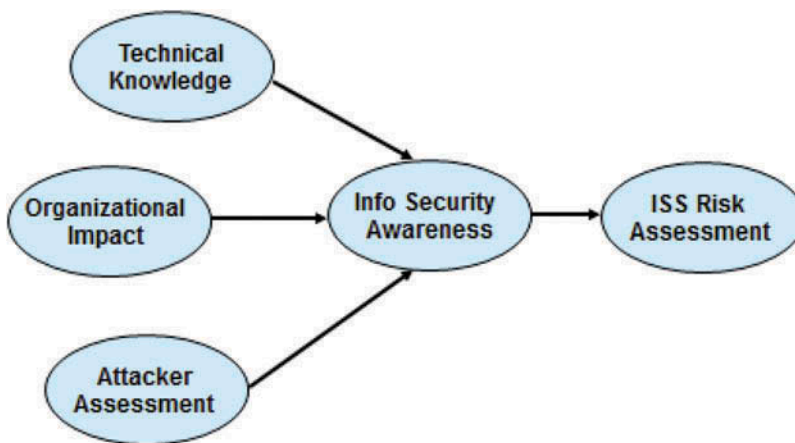 Technical
Knowledge
Organizational
Impact
Info Security
Awareness
ISS Risk
Assessment
Attacker
Assessment